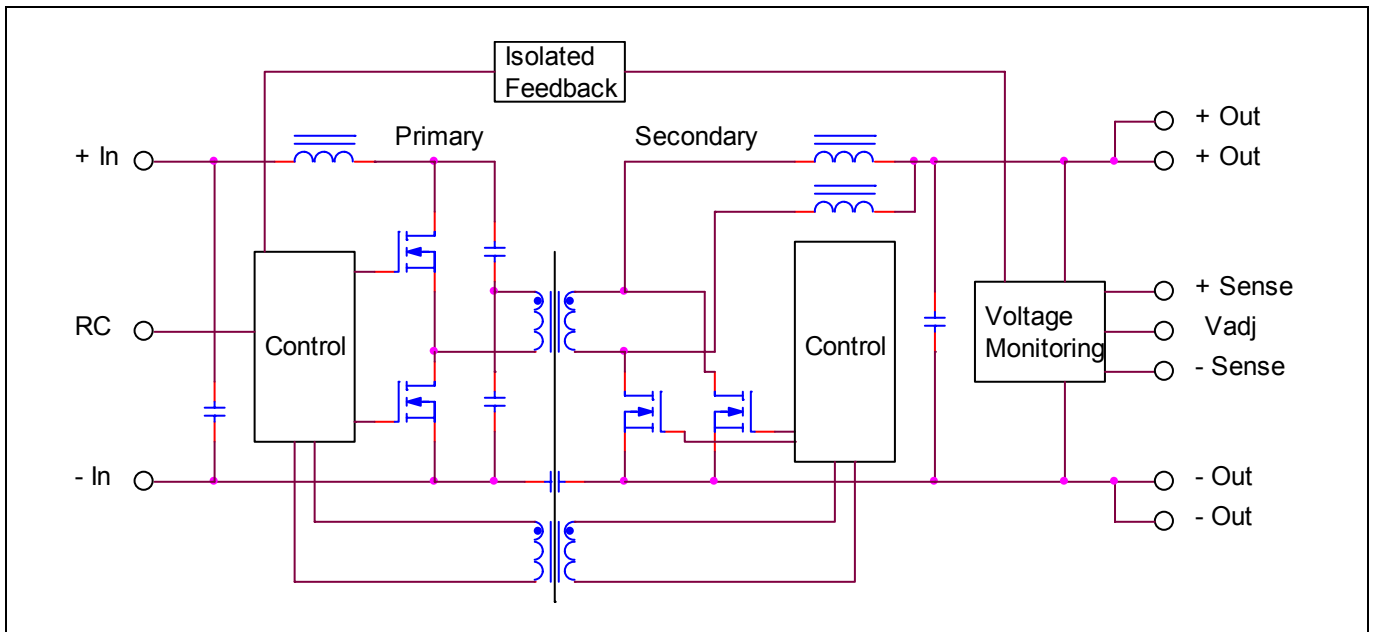 Isolated
Feedback
Primary
Secondary
+ Out
+ In
+ Out
+ Sense
RC
Control
Control
Voltage
Monitoring
Vadj
- Sense
- In
- Out
- Out